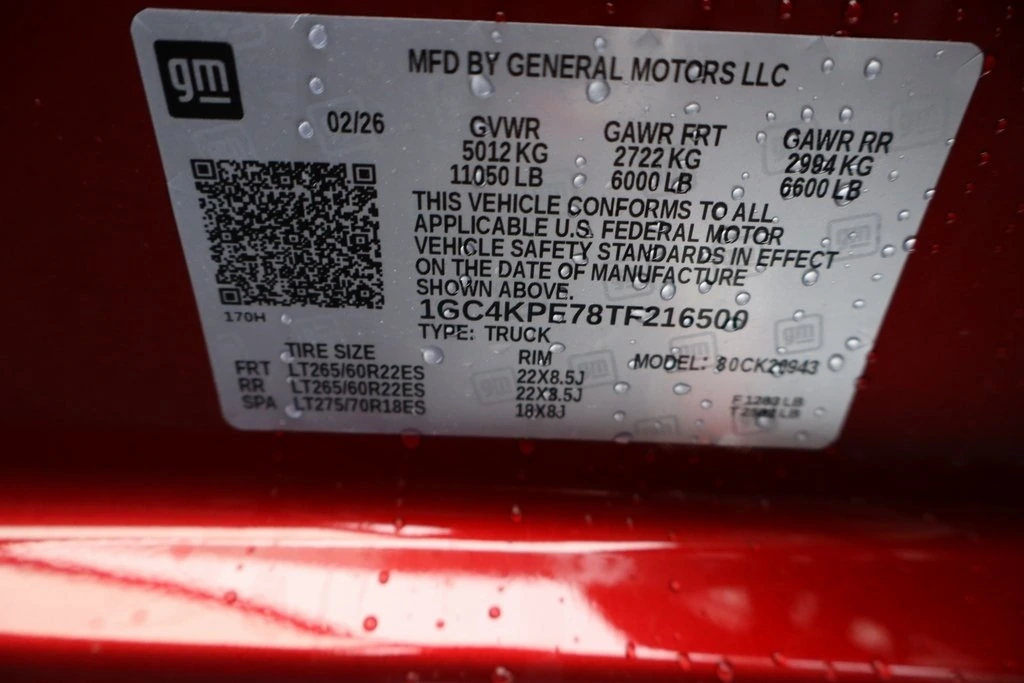 gm
MFD BY GENERAL MOTORS LLC
02/26
GVWR GAWR FRT GAWR RR
5012 KG 2722 KG 2994 KG
11050 LB 6000 LB 6600 LB
THIS VEHICLE CONFORMS TO ALL
APPLICABLE U.S. FEDERAL MOTOR
VEHICLE SAFETY STANDARDS IN EFFECT
ON THE DATE OF MANUFACTURE
SHOWN ABOVE.
170H
1GC4KPE78TF216500
TYPE: TRUCK
TIRE SIZE RIM MODEL:
FRT LT265/60R22ES 22X8.5J
RR LT265/60R22ES 22X8.5J
SPA LT275/70R18ES 18X8J